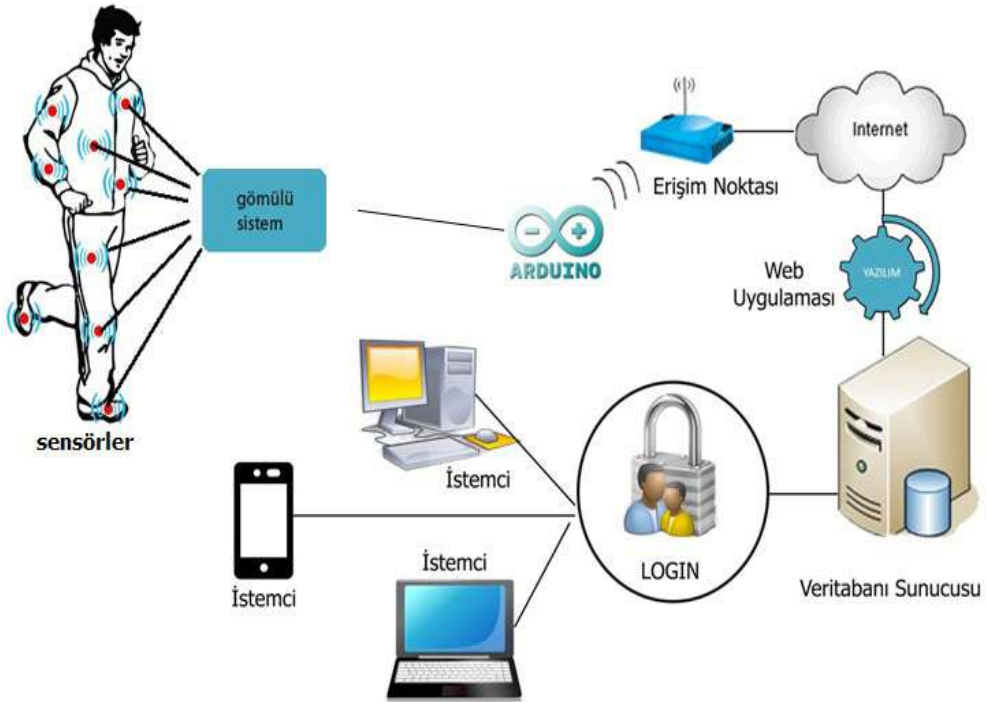 sensörler
gömülü
sistem
ARDUINO
Erişim Noktası
Internet
Web
Uygulaması
YAZILIM
Veritabanı Sunucusu
LOGIN
İstemci
İstemci
İstemci